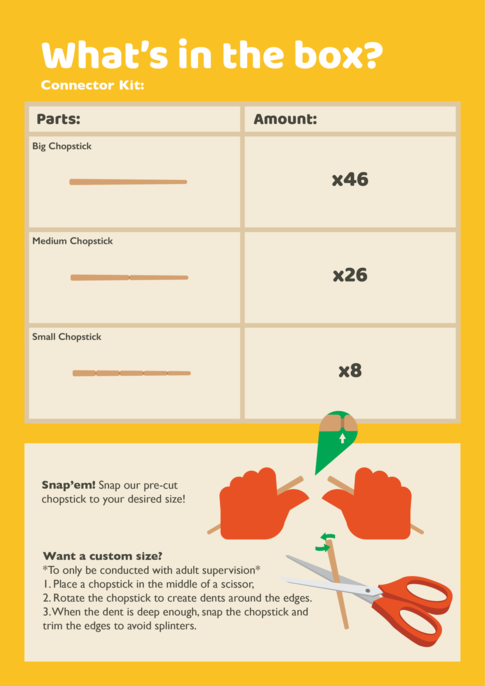 What's in the box?
Connector Kit:
Parts: Amount:
Big Chopstick
x46
Medium Chopstick
x26
Small Chopstick
x8
Snap'em! Snap our pre-cut
chopstick to your desired size!
Want a custom size?
*To only be conducted with adult supervision*
1. Place a chopstick in the middle of a scissor,
2. Rotate the chopstick to create dents around the edges.
3.When the dent is deep enough, snap the chopstick and
trim the edges to avoid splinters.